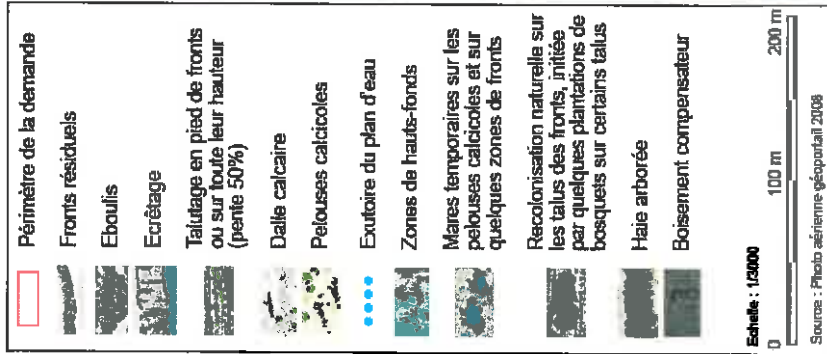 Périmètre de la demande
Fronts résiduels
Eboulis
Ecrêtage
Talutage en pied de fronts
ou sur toute leur hauteur
(pente 50%)
Dalle calcaire
Pelouses calcicoles
Exutoire du plan d'eau
Zones de hauts-fonds
Mares temporaires sur les
pelouses calcicoles et sur
quelques zones de fronts
Recolonisation naturelle sur
les talus des fronts, initiée
par quelques plantations de
bosquets sur certains talus
Haie arborée
Boisement compensateur
Echelle : 1/3000
0 100 m 200 m
Source : Photo aérienne-géoportail 2006